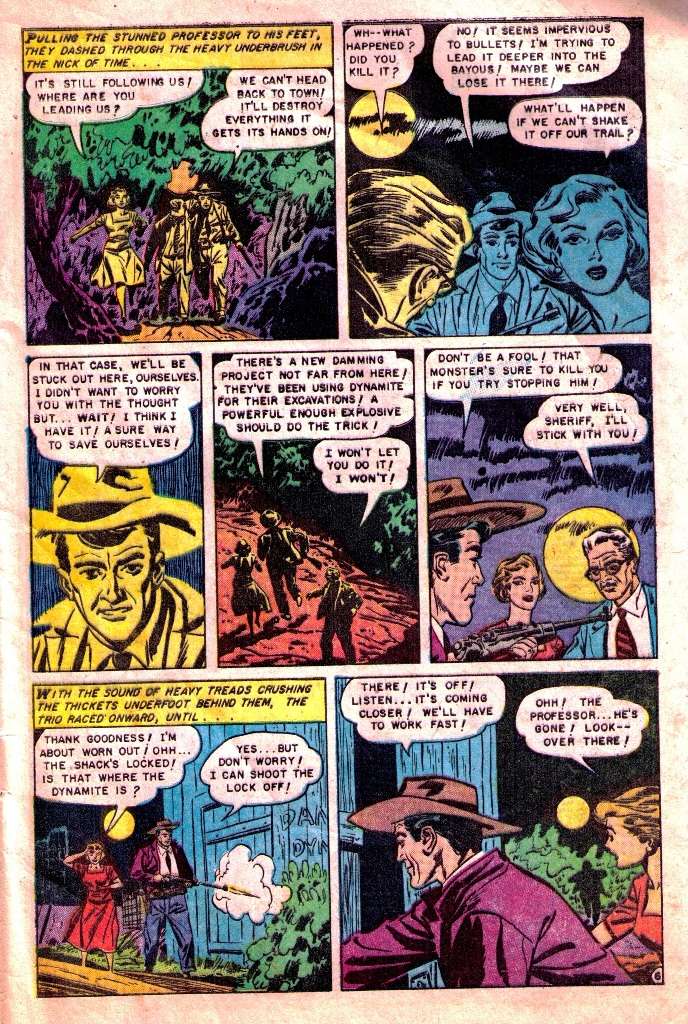 PULLING THE STUNNED PROFESSOR TO HIS FEET,
THEY DASHED THROUGH THE HEAVY UNDERBRUSH IN
THE NICK OF TIME . . .
IT'S STILL FOLLOWING US!
WHERE ARE YOU
LEADING US?
WE CAN'T HEAD
BACK TO TOWN!
IT'LL DESTROY
EVERYTHING IT
GETS ITS HANDS ON!
WH--WHAT
HAPPENED?
DID YOU
KILL IT?
NO! IT SEEMS IMPERVIOUS
TO BULLETS! I'M TRYING TO
LEAD IT DEEPER INTO THE
BAYOUS! MAYBE WE CAN
LOSE IT THERE!
WHAT'LL HAPPEN
IF WE CAN'T SHAKE
IT OFF OUR TRAIL?
IN THAT CASE, WE'LL BE
STUCK OUT HERE, OURSELVES.
I DIDN'T WANT TO WORRY
YOU WITH THE THOUGHT
BUT... WAIT! I THINK I
HAVE IT! A SURE WAY
TO SAVE OURSELVES!
THERE'S A NEW DAMMING
PROJECT NOT FAR FROM HERE!
THEY'VE BEEN USING DYNAMITE
FOR THEIR EXCAVATIONS! A
POWERFUL ENOUGH EXPLOSIVE
SHOULD DO THE TRICK!
I WON'T LET
YOU DO IT!
I WON'T!
DON'T BE A FOOL! THAT
MONSTER'S SURE TO KILL YOU
IF YOU TRY STOPPING HIM!
VERY WELL,
SHERIFF, I'LL
STICK WITH YOU!
WITH THE SOUND OF HEAVY TREADS CRUSHING
THE THICKETS UNDERFOOT BEHIND THEM, THE
TRIO RACED ONWARD, UNTIL . . . .
THANK GOODNESS! I'M
ABOUT WORN OUT! OHH...
THE SHACK'S LOCKED!
IS THAT WHERE THE
DYNAMITE IS?
YES...BUT
DON'T WORRY!
I CAN SHOOT THE
LOCK OFF!
DAN
DYN
THERE! IT'S OFF!
LISTEN...IT'S COMING
CLOSER! WE'LL HAVE
TO WORK FAST!
OHH! THE
PROFESSOR...HE'S
GONE! LOOK---
OVER THERE!
6